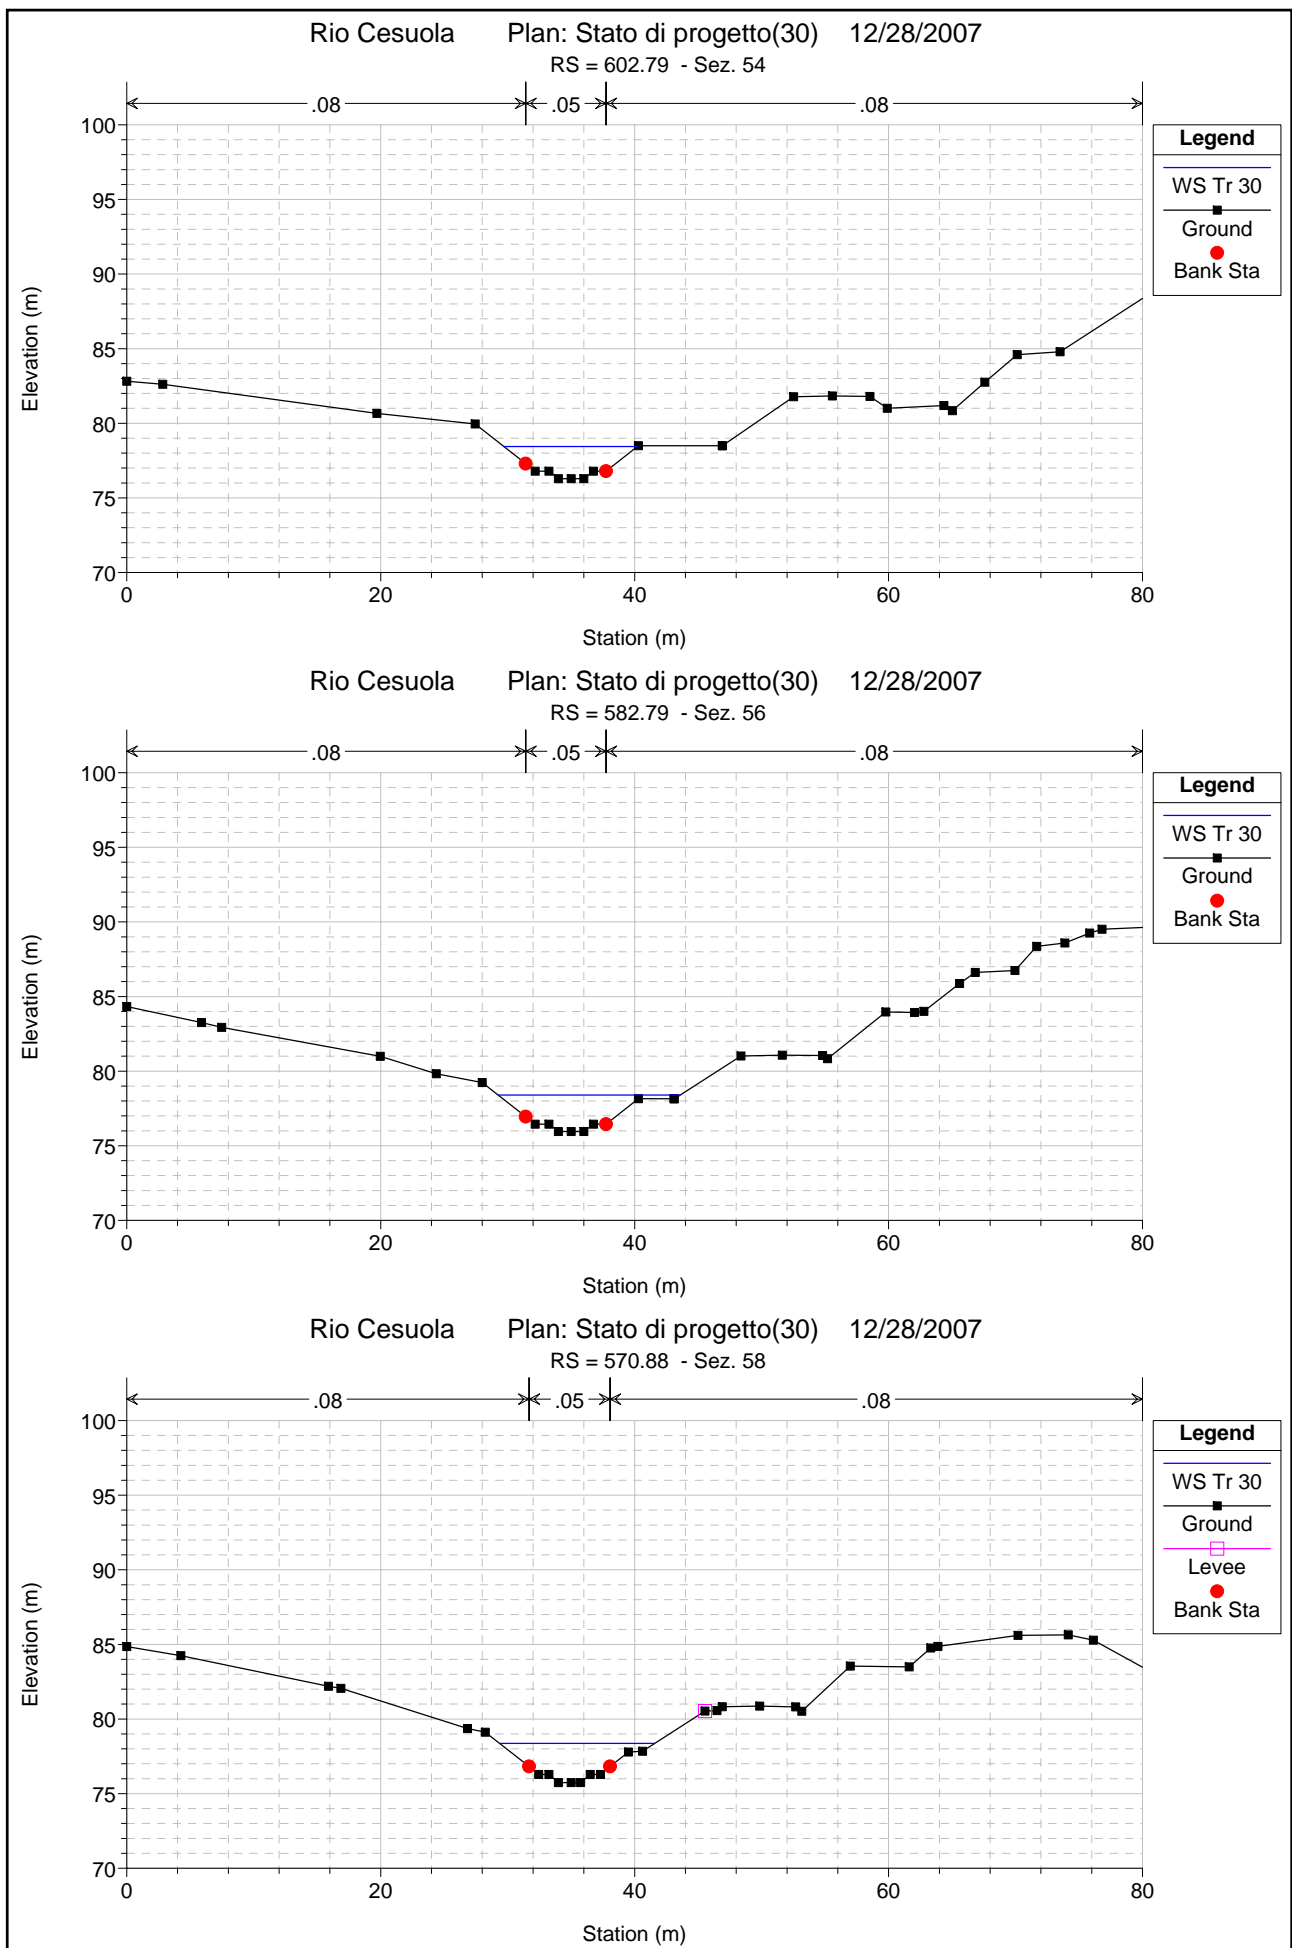 Rio Cesuola Plan: Stato di progetto(30) 12/28/2007
RS = 602.79 - Sez. 54
.08 .05 .08
100
95
90
85
80
75
70
0 20 40 60 80
Elevation (m)
Station (m)
Legend
WS Tr 30
Ground
Bank Sta
Rio Cesuola Plan: Stato di progetto(30) 12/28/2007
RS = 582.79 - Sez. 56
.08 .05 .08
100
95
90
85
80
75
70
0 20 40 60 80
Elevation (m)
Station (m)
Legend
WS Tr 30
Ground
Bank Sta
Rio Cesuola Plan: Stato di progetto(30) 12/28/2007
RS = 570.88 - Sez. 58
.08 .05 .08
100
95
90
85
80
75
70
0 20 40 60 80
Elevation (m)
Station (m)
Legend
WS Tr 30
Ground
Levee
Bank Sta